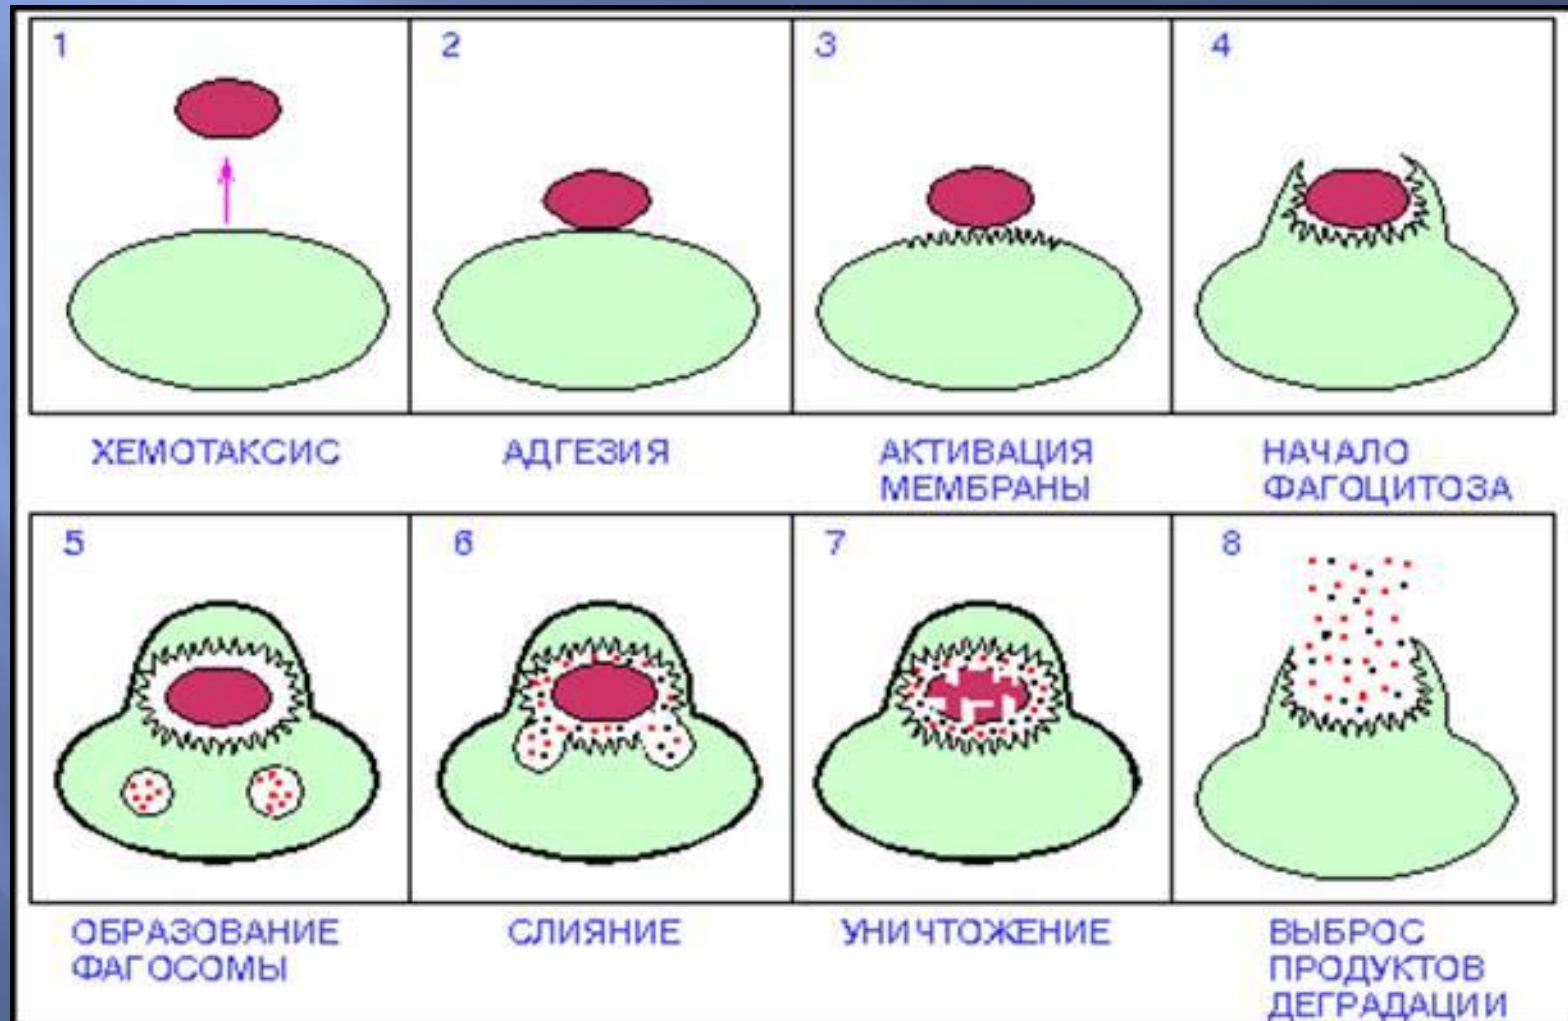 1
2
3
4
ХЕМОТАКСИС
АДГЕЗИЯ
АКТИВАЦИЯ
МЕМБРАНЫ
НАЧАЛО
ФАГОЦИТОЗА
5
6
7
8
ОБРАЗОВАНИЕ
ФАГОСОМЫ
СЛИЯНИЕ
УНИЧТОЖЕНИЕ
ВЫБРОС
ПРОДУКТОВ
ДЕГРАДАЦИИ